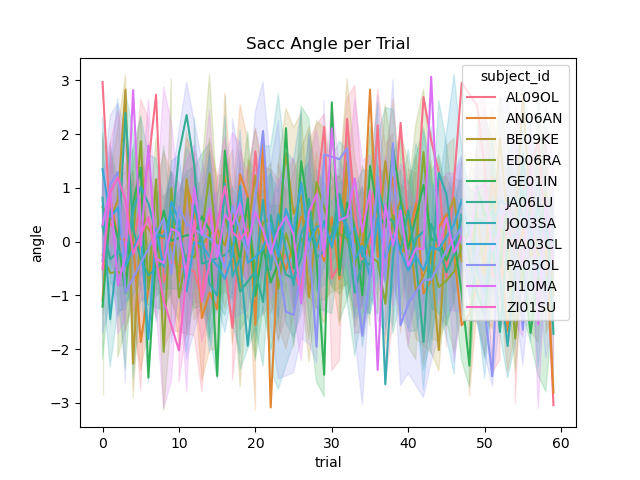 Sacc Angle per Trial
angle
3
2
1
0
−1
−2
−3
subject_id
AL09OL
AN06AN
BE09KE
ED06RA
GE01IN
JA06LU
JO03SA
MA03CL
PA05OL
PI10MA
ZI01SU
0 10 20 30 40 50 60
trial